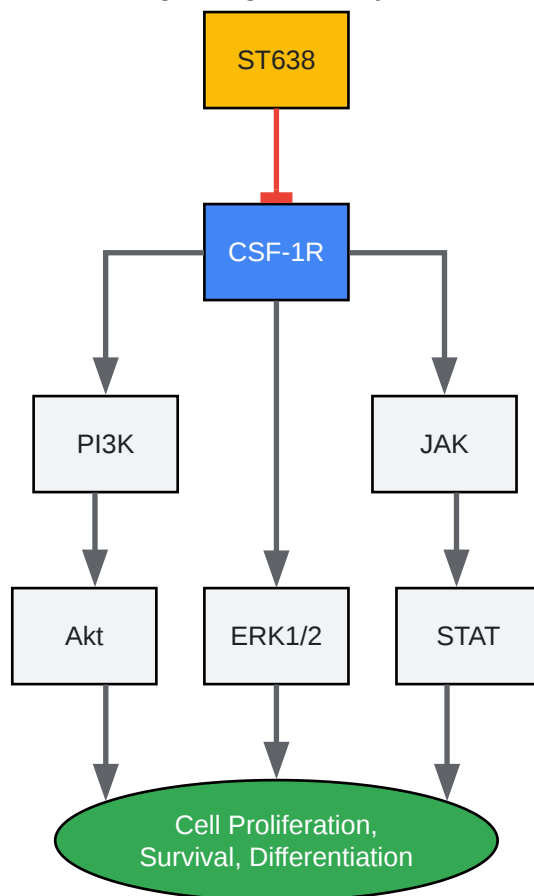 ST638
CSF-1R
PI3K
JAK
Akt
ERK1/2
STAT
Cell Proliferation,
Survival, Differentiation